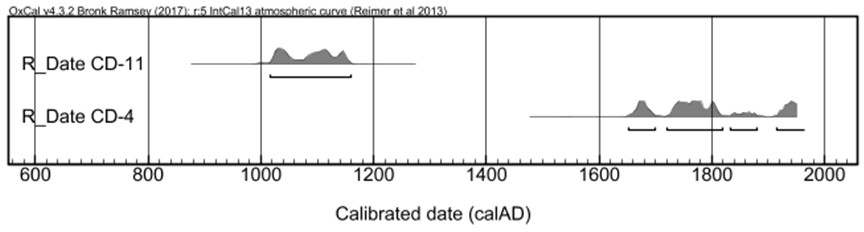 OxCal v4.3.2 Bronk Ramsey (2017); r:5 IntCal13 atmospheric curve (Reimer et al 2013)
R_Date CD-11
R_Date CD-4
600 800 1000 1200 1400 1600 1800 2000
Calibrated date (calAD)